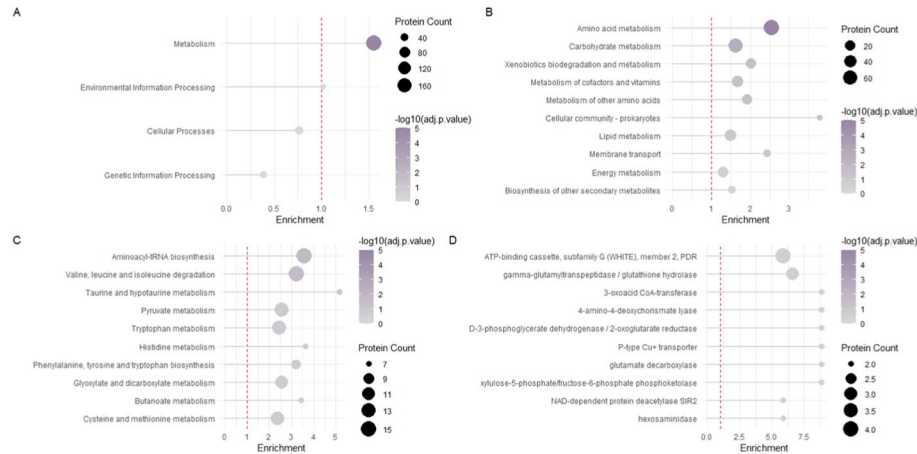 A
Metabolism
Environmental Information Processing
Cellular Processes
Genetic Information Processing
0.0 0.5 1.0 1.5
Enrichment
Protein Count
40
80
120
160
-log10(adj.p.value)
5
4
3
2
1
0
B
Amino acid metabolism
Carbohydrate metabolism
Xenobiotics biodegradation and metabolism
Metabolism of cofactors and vitamins
Metabolism of other amino acids
Cellular community - prokaryotes
Lipid metabolism
Membrane transport
Energy metabolism
Biosynthesis of other secondary metabolites
0 1 2 3
Enrichment
Protein Count
20
40
60
-log10(adj.p.value)
5
4
3
2
1
0
C
Aminoacyl-tRNA biosynthesis
Valine, leucine and isoleucine degradation
Taurine and hypotaurine metabolism
Pyruvate metabolism
Tryptophan metabolism
Histidine metabolism
Phenylalanine, tyrosine and tryptophan biosynthesis
Glyoxylate and dicarboxylate metabolism
Butanoate metabolism
Cysteine and methionine metabolism
0 1 2 3 4 5
Enrichment
-log10(adj.p.value)
5
4
3
2
1
0
Protein Count
7
9
11
13
15
D
ATP-binding cassette, subfamily G (WHITE), member 2, PDR
gamma-glutamyltranspeptidase / glutathione hydrolase
3-oxoacid CoA-transferase
4-amino-4-deoxychorismate lyase
D-3-phosphoglycerate dehydrogenase / 2-oxoglutarate reductase
P-type Cu+ transporter
glutamate decarboxylase
xylulose-5-phosphate/fructose-6-phosphate phosphoketolase
NAD-dependent protein deacetylase SIR2
hexosaminidase
0.0 2.5 5.0 7.5
Enrichment
-log10(adj.p.value)
5
4
3
2
1
0
Protein Count
2.0
2.5
3.0
3.5
4.0